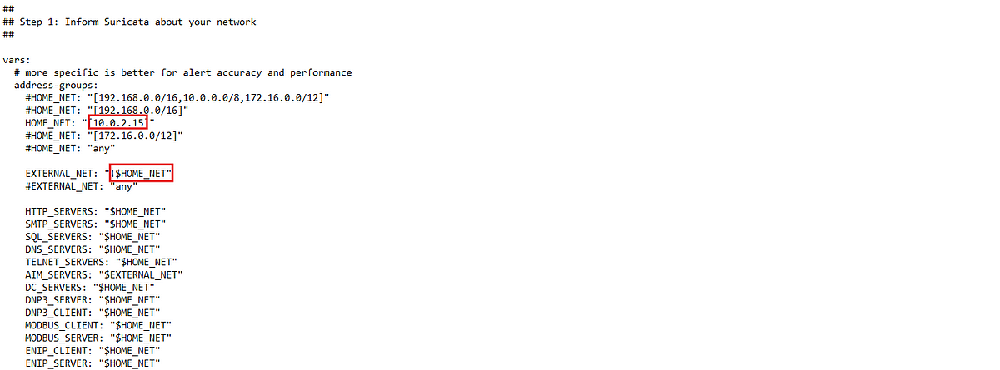 ##
## Step 1: Inform Suricata about your network
##
vars:
# more specific is better for alert accuracy and performance
address-groups:
#HOME_NET: "[192.168.0.0/16,10.0.0.0/8,172.16.0.0/12]"
#HOME_NET: "[192.168.0.0/16]"
HOME_NET: "[10.0.2.15]"
#HOME_NET: "[172.16.0.0/12]"
#HOME_NET: "any"
EXTERNAL_NET: "!$HOME_NET"
#EXTERNAL_NET: "any"
HTTP_SERVERS: "$HOME_NET"
SMTP_SERVERS: "$HOME_NET"
SQL_SERVERS: "$HOME_NET"
DNS_SERVERS: "$HOME_NET"
TELNET_SERVERS: "$HOME_NET"
AIM_SERVERS: "$EXTERNAL_NET"
DC_SERVERS: "$HOME_NET"
DNP3_SERVER: "$HOME_NET"
DNP3_CLIENT: "$HOME_NET"
MODBUS_CLIENT: "$HOME_NET"
MODBUS_SERVER: "$HOME_NET"
ENIP_CLIENT: "$HOME_NET"
ENIP_SERVER: "$HOME_NET"